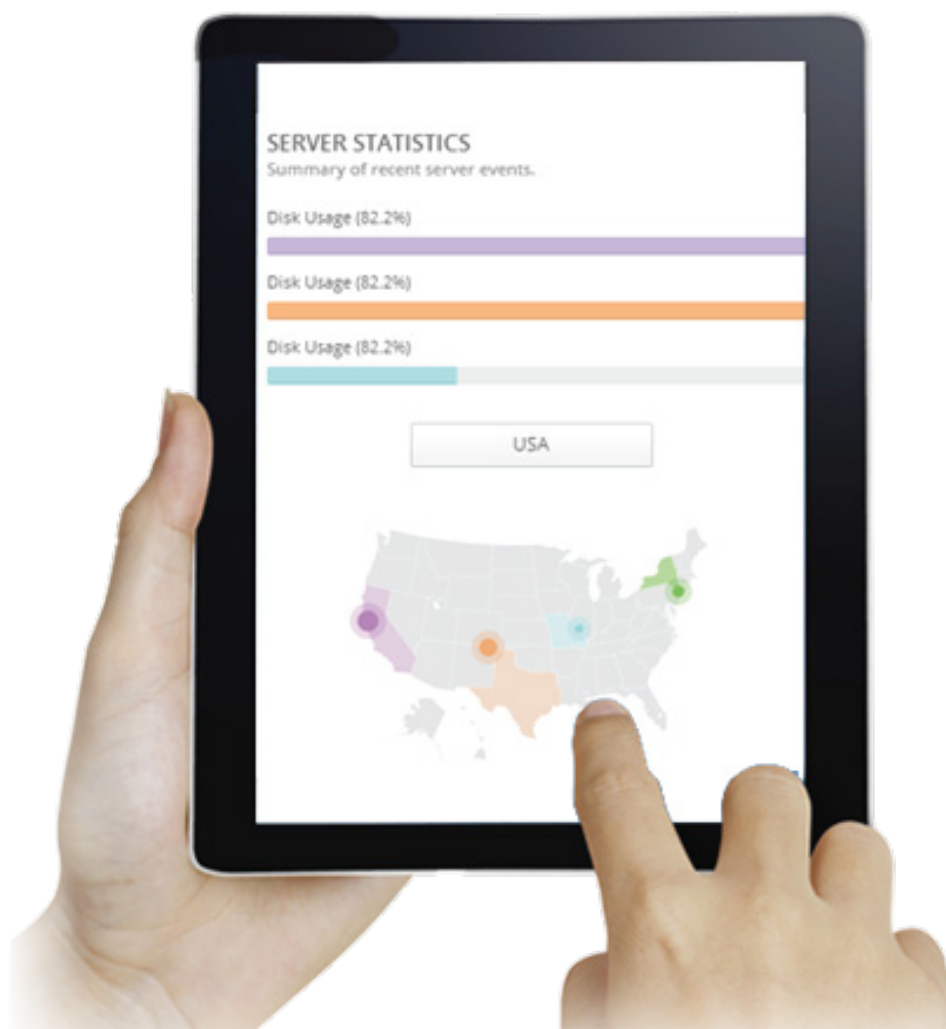 SERVER STATISTICS
Summary of recent server events.
Disk Usage (82.2%)
Disk Usage (82.2%)
Disk Usage (82.2%)
USA